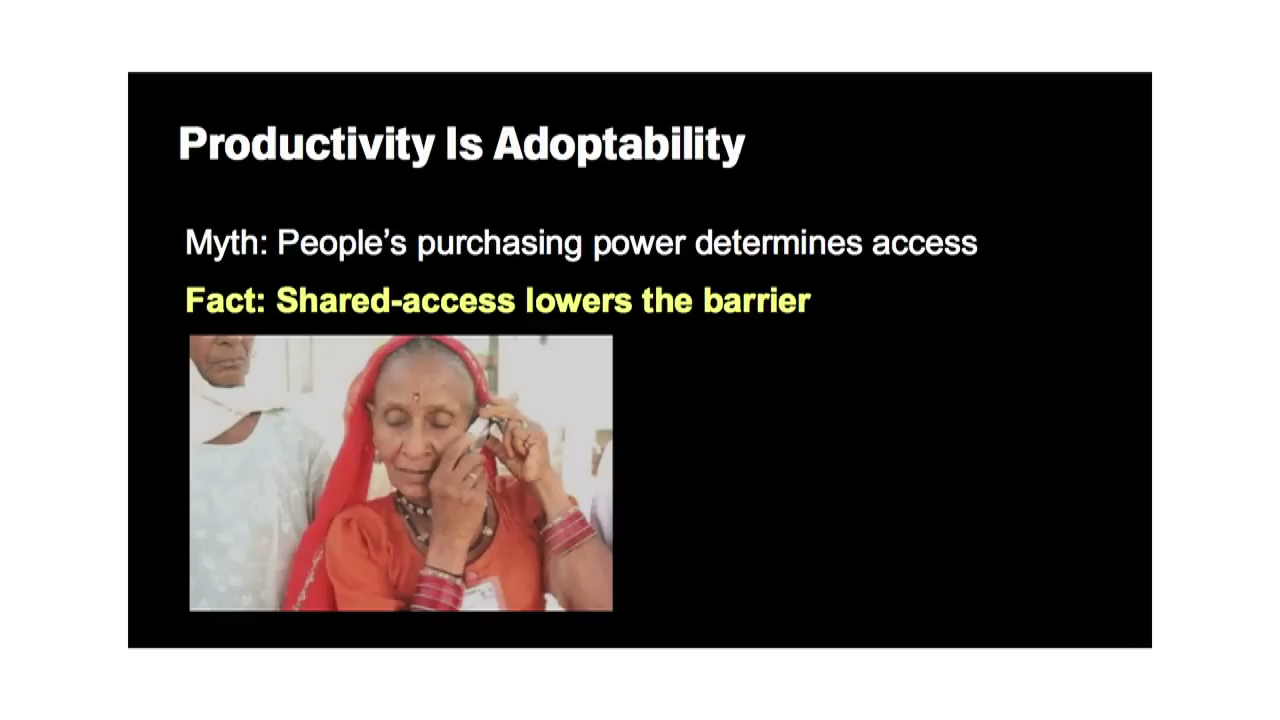 Productivity Is Adoptability
Myth: People’s purchasing power determines access
Fact: Shared-access lowers the barrier